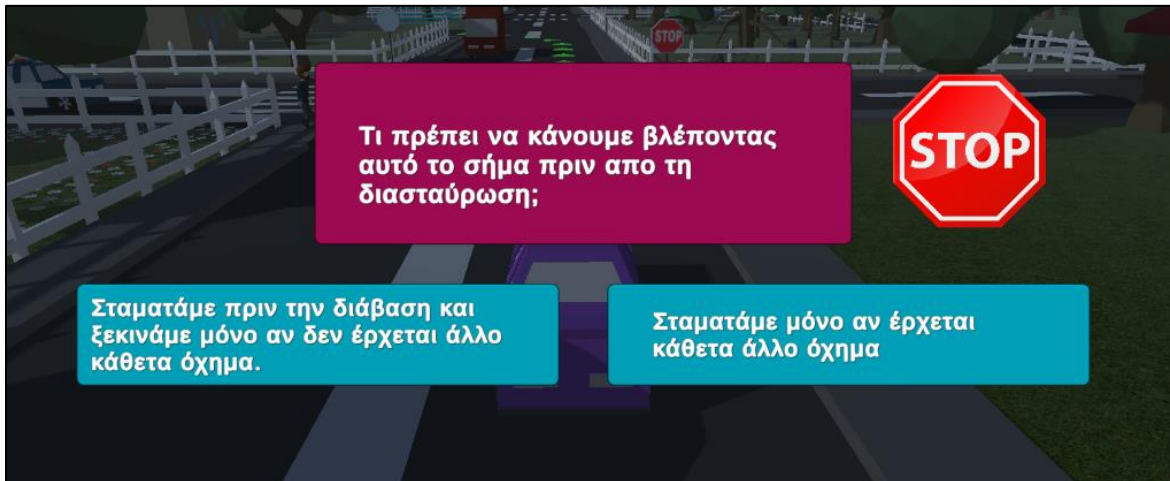 STOP
Τι πρέπει να κάνουμε βλέποντας
αυτό το σήμα πριν απο τη
διασταύρωση;
STOP
Σταματάμε πριν την διάβαση και
ξεκινάμε μόνο αν δεν έρχεται άλλο
κάθετα όχημα.
Σταματάμε μόνο αν έρχεται
κάθετα άλλο όχημα